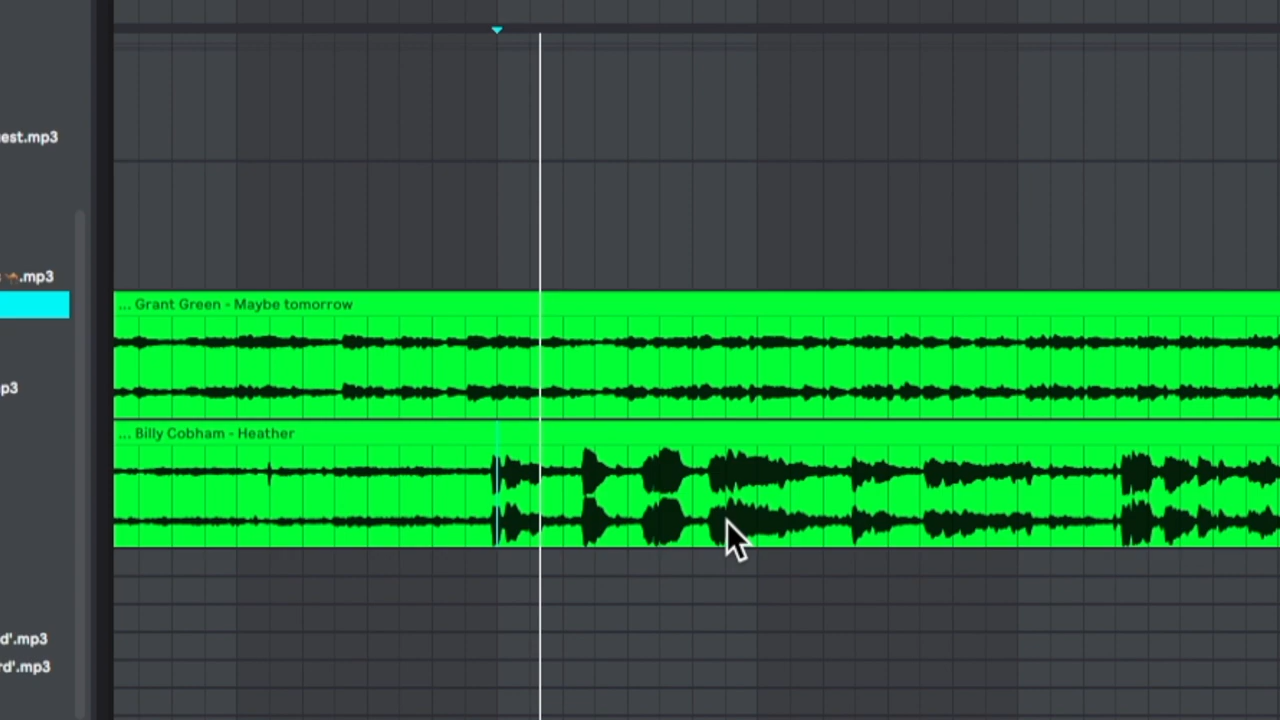 est.mp3
🐪.mp3
... Grant Green - Maybe tomorrow
p3
... Billy Cobham - Heather
d'.mp3
rd'.mp3